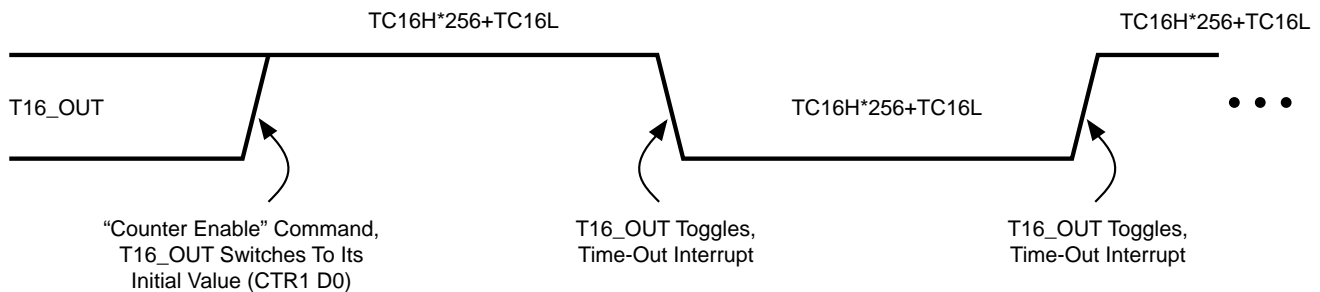 TC16H*256+TC16L
TC16H*256+TC16L
T16_OUT
TC16H*256+TC16L
“Counter Enable” Command,
T16_OUT Switches To Its
Initial Value (CTR1 D0)
T16_OUT Toggles,
Time-Out Interrupt
T16_OUT Toggles,
Time-Out Interrupt